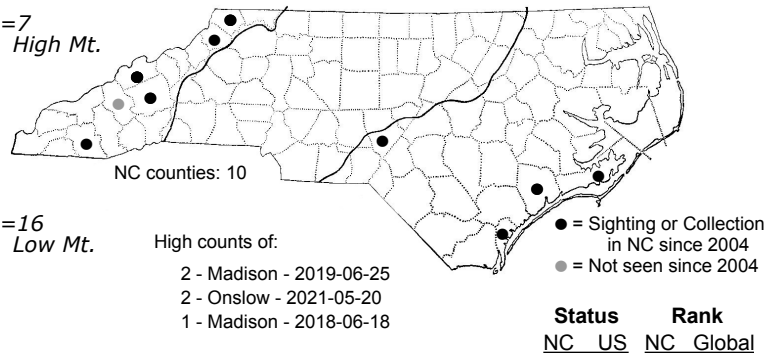 =7
High Mt.
NC counties: 10
=16
Low Mt.
High counts of:
2 - Madison - 2019-06-25
2 - Onslow - 2021-05-20
1 - Madison - 2018-06-18
= Sighting or Collection
in NC since 2004
= Not seen since 2004
Status Rank
NC US NC Global